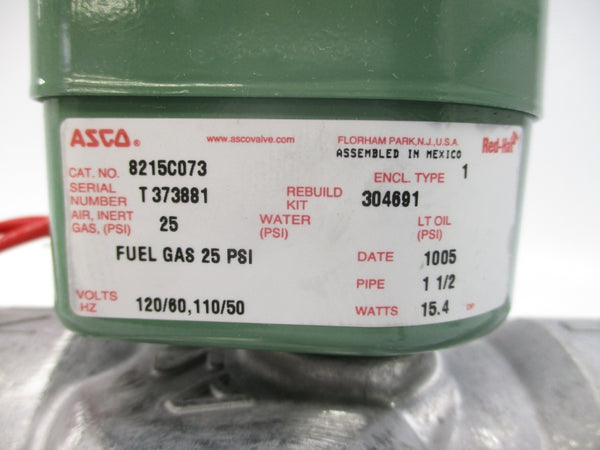 ASCO® www.ascovalve.com FLORHAM PARK, N.J., U.S.A. Red-Hat
ASSEMBLED IN MEXICO
CAT. NO. 8215C073 ENCL. TYPE 1
SERIAL NUMBER T373881 REBUILD KIT 304691
AIR, INERT GAS, (PSI) 25 WATER (PSI) LT OIL (PSI)
FUEL GAS 25 PSI DATE 1005
PIPE 1 1/2
VOLTS HZ 120/60,110/50 WATTS 15.4